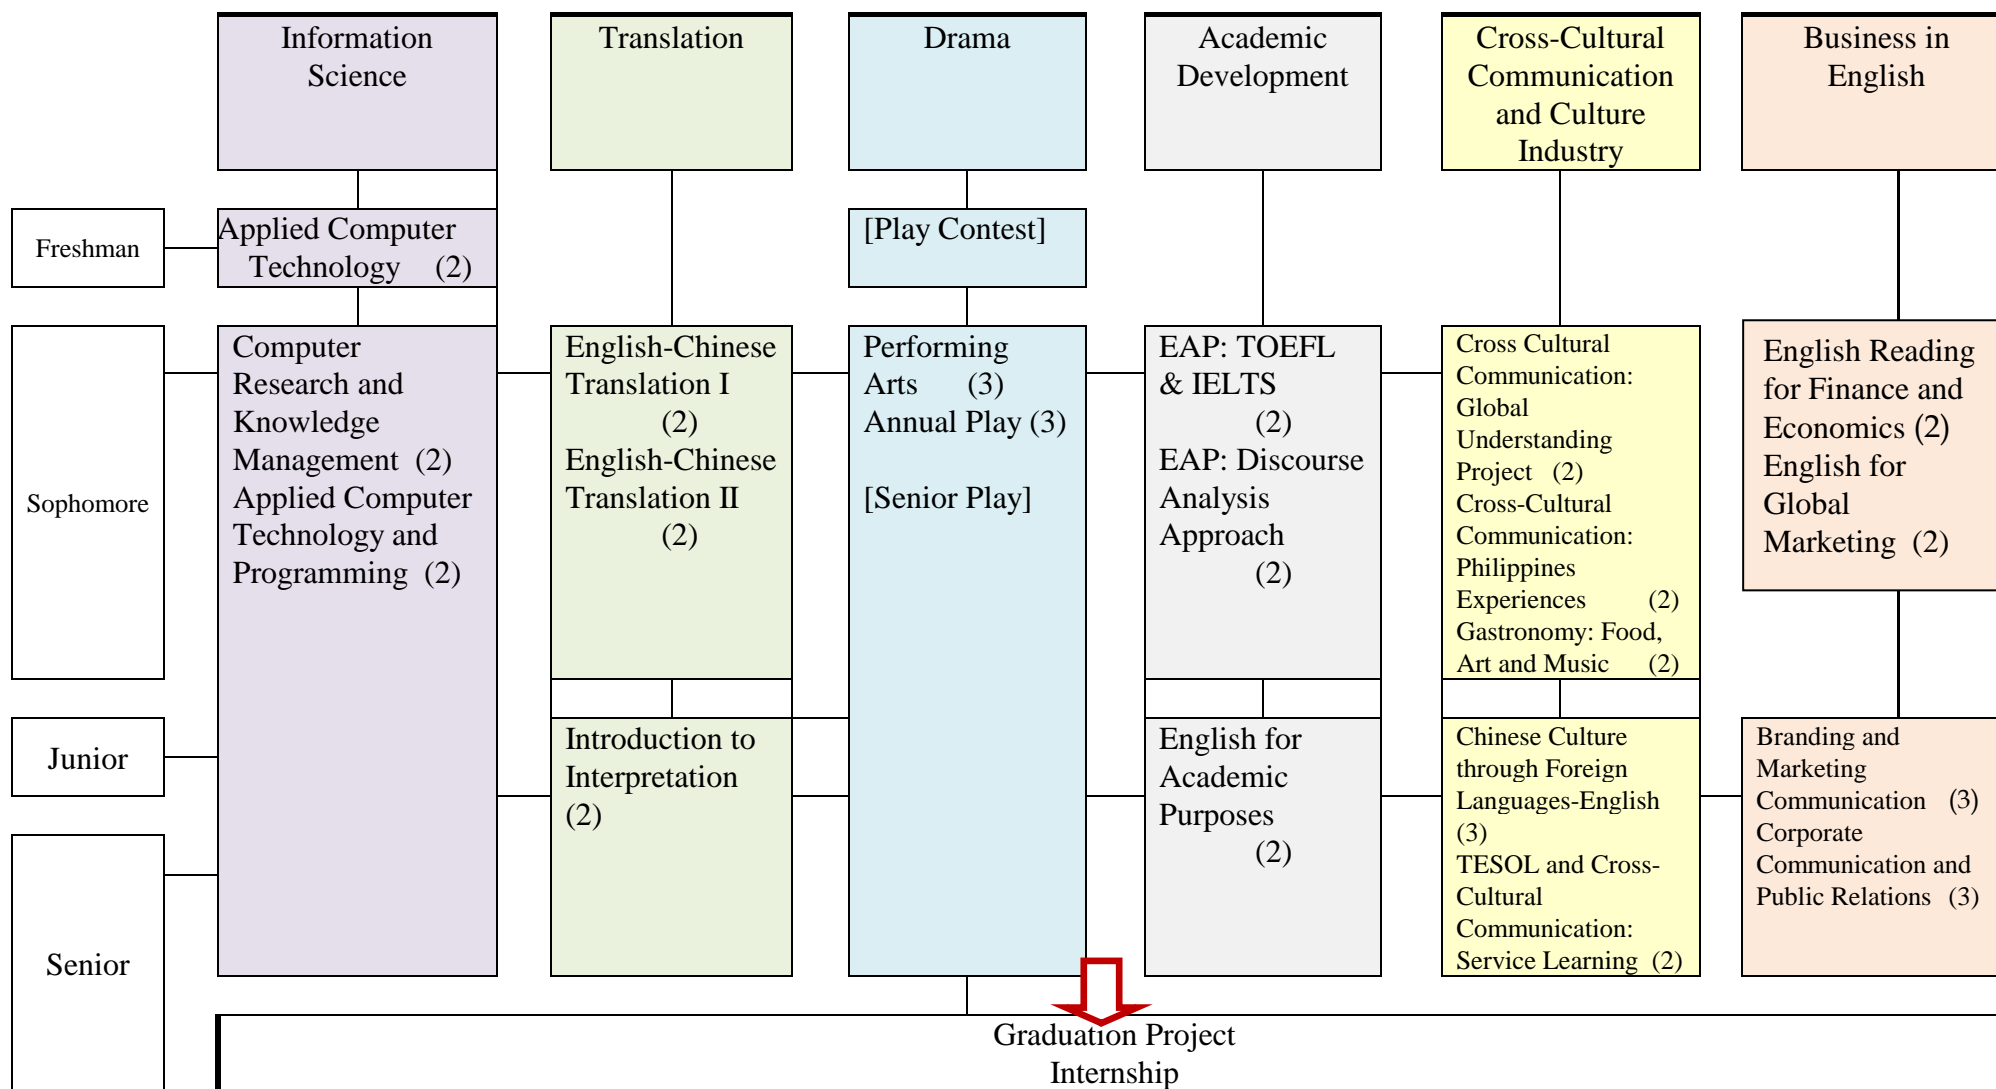 Information
Science
Translation
Drama
Academic
Development
Cross-Cultural
Communication
and Culture
Industry
Business in
English
Freshman
Applied Computer
Technology (2)
[Play Contest]
Sophomore
Computer
Research and
Knowledge
Management (2)
Applied Computer
Technology and
Programming (2)
English-Chinese
Translation I
(2)
English-Chinese
Translation II
(2)
Performing
Arts (3)
Annual Play (3)
[Senior Play]
EAP: TOEFL
& IELTS
(2)
EAP: Discourse
Analysis
Approach
(2)
Cross Cultural
Communication:
Global
Understanding
Project (2)
Cross-Cultural
Communication:
Philippines
Experiences (2)
Gastronomy: Food,
Art and Music (2)
English Reading
for Finance and
Economics (2)
English for
Global
Marketing (2)
Junior
Senior
Introduction to
Interpretation
(2)
English for
Academic
Purposes
(2)
Chinese Culture
through Foreign
Languages-English
(3)
TESOL and Cross-
Cultural
Communication:
Service Learning (2)
Branding and
Marketing
Communication (3)
Corporate
Communication and
Public Relations (3)
Graduation Project
Internship